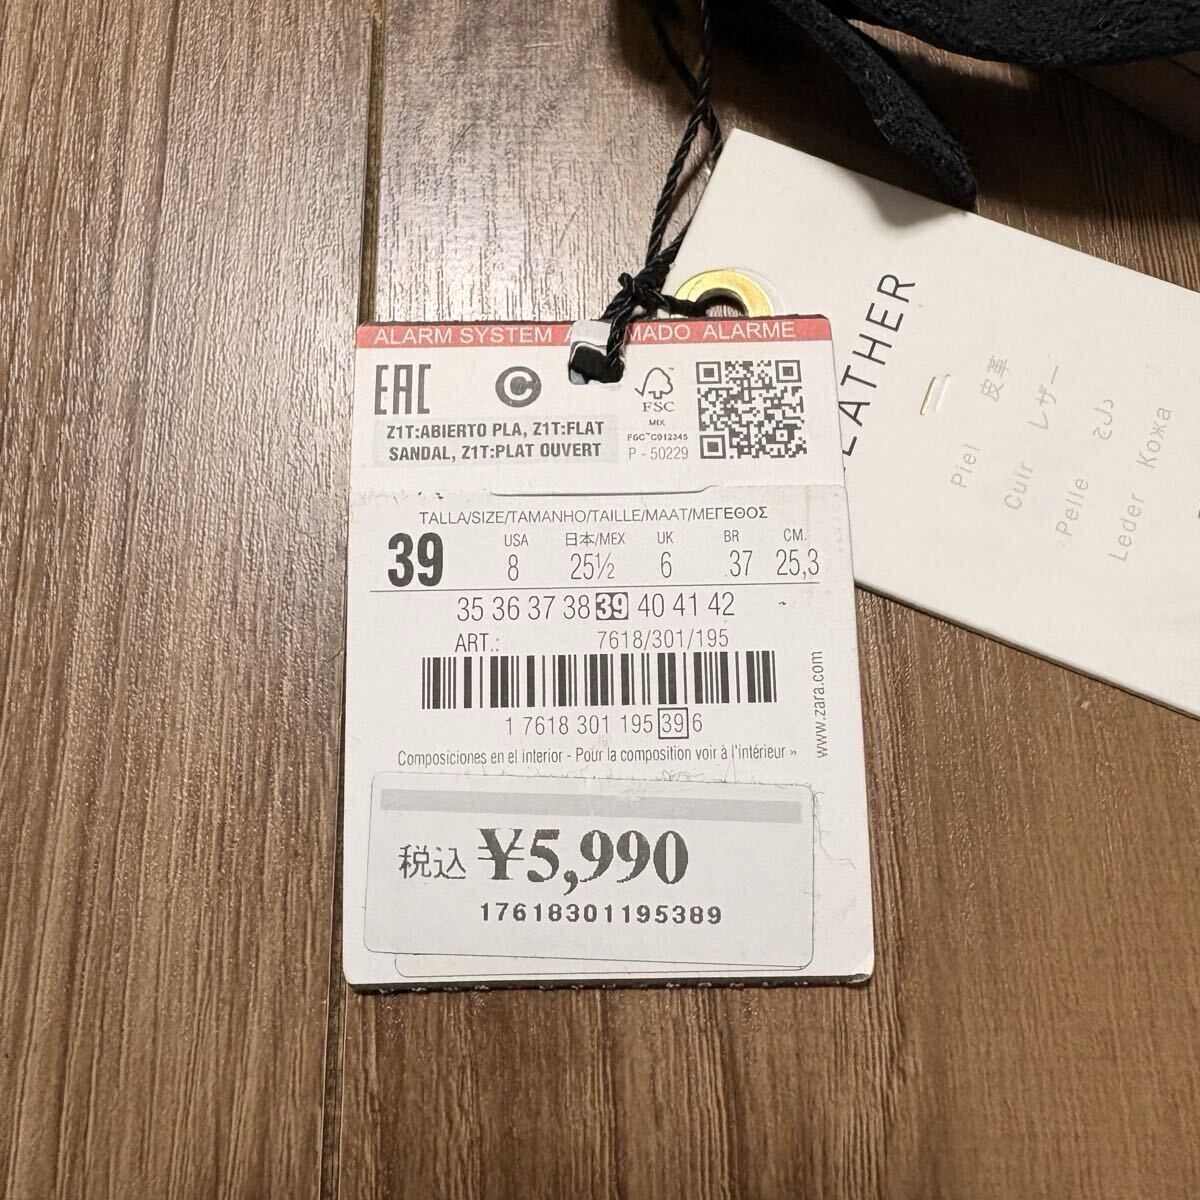 ALARM SYSTEM MADO ALARME
EAC C
FSC
MIX
FSC™ C012345
P - 50229
Z1T:ABIERTO PLA, Z1T:FLAT
SANDAL, Z1T:PLAT OUVERT
TALLA/SIZE/TAMANHO/TAILLE/MAAT/ΜΕΓΕΘΟΣ
USA 日本/MEX UK BR CM.
39 8 25½ 6 37 25,3
35 36 37 38 39 40 41 42
ART.: 7618/301/195
1 7618 301 195 39 6
www.zara.com
Composiciones en el interior - Pour la composition voir à l'intérieur »
税込 ¥5,990
17618301195389
EATHER
Piel 皮革
Cuir レザー
Pelle جلد
Leder Кожа